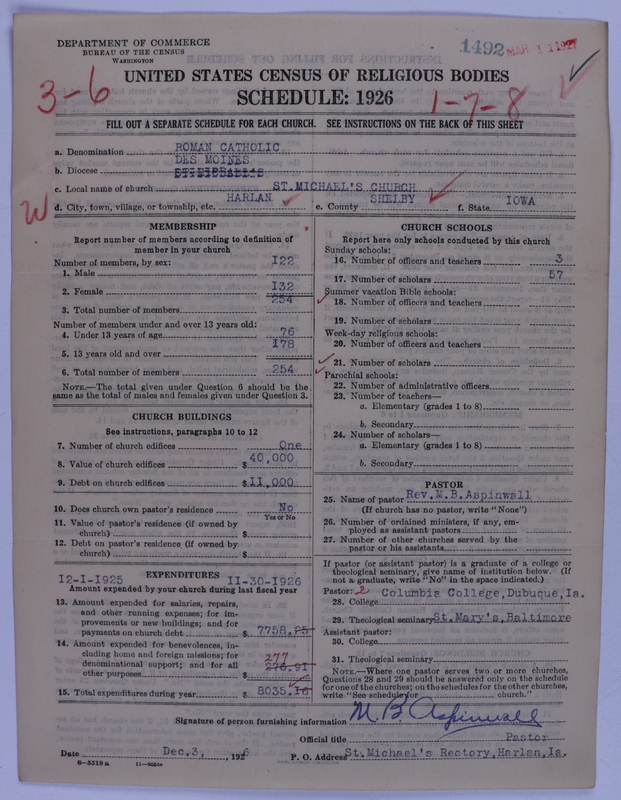 DEPARTMENT OF COMMERCE
BUREAU OF THE CENSUS
WASHINGTON
1492 MAR 11 1927
UNITED STATES CENSUS OF RELIGIOUS BODIES
3-6 SCHEDULE: 1926 1-7-8
FILL OUT A SEPARATE SCHEDULE FOR EACH CHURCH. SEE INSTRUCTIONS ON THE BACK OF THIS SHEET
a. Denomination ROMAN CATHOLIC
DES MOINES
b. Diocese
c. Local name of church ST.MICHAEL'S CHURCH
W d. City, town, village, or township, etc. HARLAN e. County SHELBY f. State IOWA
MEMBERSHIP
Report number of members according to definition of
member in your church
Number of members, by sex:
1. Male 122
2. Female 132
3. Total number of members 254
Number of members under and over 13 years old:
4. Under 13 years of age 76
5. 13 years old and over 178
6. Total number of members 254
NOTE.—The total given under Question 6 should be the
same as the total of males and females given under Question 3.
CHURCH BUILDINGS
See instructions, paragraphs 10 to 12
7. Number of church edifices One
8. Value of church edifices $ 40,000
9. Debt on church edifices $ 11,000
10. Does church own pastor's residence No
Yes or No
11. Value of pastor's residence (if owned by
church) $
12. Debt on pastor's residence (if owned by
church) $
EXPENDITURES
12-I-1925 II-30-1926
Amount expended by your church during last fiscal year
13. Amount expended for salaries, repairs,
and other running expenses; for im-
provements or new buildings; and for
payments on church debt $ 7758.25
14. Amount expended for benevolences, in-
cluding home and foreign missions; for
denominational support; and for all
other purposes $ 277 276.91
15. Total expenditures during year $ 8035.16
CHURCH SCHOOLS
Report here only schools conducted by this church
Sunday schools:
16. Number of officers and teachers 3
17. Number of scholars 57
Summer vacation Bible schools:
18. Number of officers and teachers
19. Number of scholars
Week-day religious schools:
20. Number of officers and teachers
21. Number of scholars
Parochial schools:
22. Number of administrative officers
23. Number of teachers—
a. Elementary (grades 1 to 8)
b. Secondary
24. Number of scholars—
a. Elementary (grades 1 to 8)
b. Secondary
PASTOR
25. Name of pastor Rev.M.B.Aspinwall
(If church has no pastor, write "None")
26. Number of ordained ministers, if any, em-
ployed as assistant pastors
27. Number of other churches served by the
pastor or his assistants
If pastor (or assistant pastor) is a graduate of a college or
theological seminary, give name of institution below. (If
not a graduate, write "No" in the space indicated.)
Pastor: 2
28. College Columbia College,Dubuque,Ia.
29. Theological seminary St.Mary's,Baltimore
Assistant pastor:
30. College
31. Theological seminary
NOTE.—Where one pastor serves two or more churches,
Questions 28 and 29 should be answered only on the schedule
for one of the churches; on the schedules for the other churches,
write "See schedule for church."
Signature of person furnishing information M B Aspinwall
Official title Pastor
Date Dec.3, 1926 P. O. Address St.Michael's Rectory,Harlan,Ia.
8-5518a